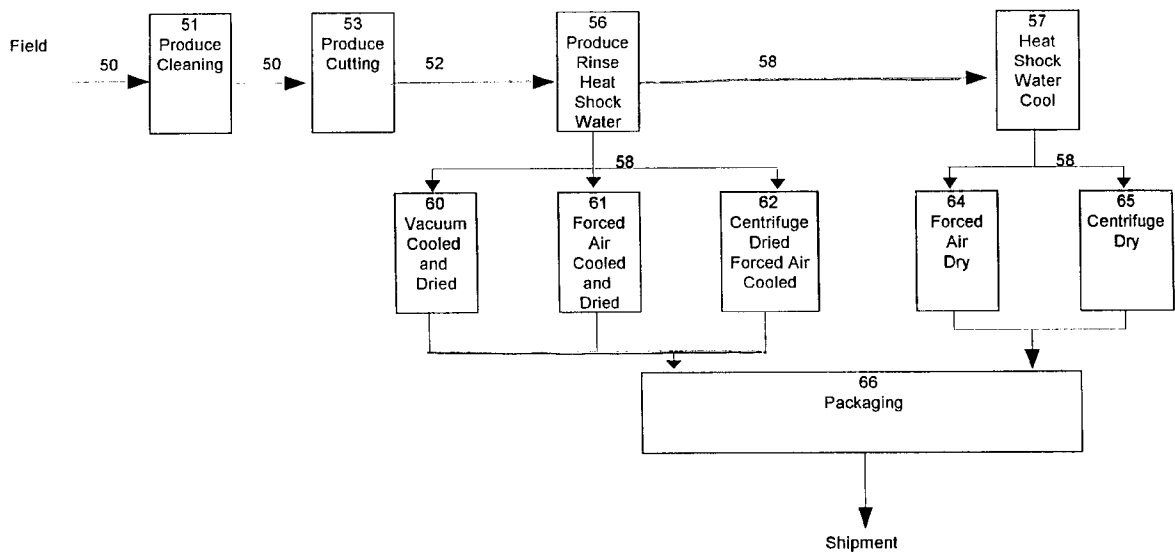 Field
50
51
Produce
Cleaning
50
53
Produce
Cutting
52
56
Produce
Rinse
Heat
Shock
Water
58
57
Heat
Shock
Water
Cool
58
60
Vacuum
Cooled
and
Dried
61
Forced
Air
Cooled
and
Dried
62
Centrifuge
Dried
Forced Air
Cooled
58
64
Forced
Air
Dry
65
Centrifuge
Dry
66
Packaging
Shipment